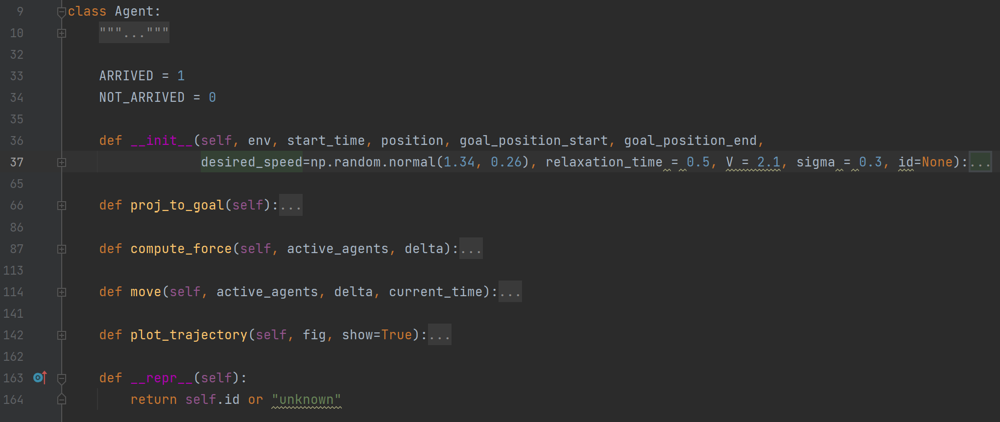 9 class Agent:
10 """..."""
32
33 ARRIVED = 1
34 NOT_ARRIVED = 0
35
36 def __init__(self, env, start_time, position, goal_position_start, goal_position_end,
37 desired_speed=np.random.normal(1.34, 0.26), relaxation_time = 0.5, V = 2.1, sigma = 0.3, id=None):...
65
66 def proj_to_goal(self):...
86
87 def compute_force(self, active_agents, delta):...
113
114 def move(self, active_agents, delta, current_time):...
141
142 def plot_trajectory(self, fig, show=True):...
162
163 def __repr__(self):
164 return self.id or "unknown"